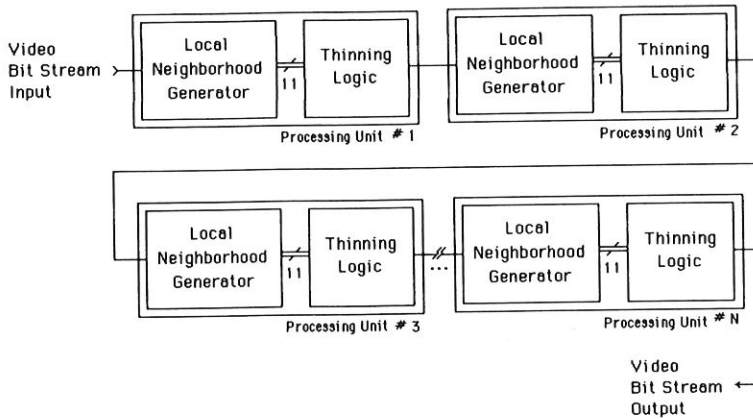 Video
Bit Stream
Input
Local
Neighborhood
Generator
11
Thinning
Logic
Processing Unit # 1
Local
Neighborhood
Generator
11
Thinning
Logic
Processing Unit # 2
Local
Neighborhood
Generator
11
Thinning
Logic
Processing Unit # 3
...
Local
Neighborhood
Generator
11
Thinning
Logic
Processing Unit # N
Video
Bit Stream
Output